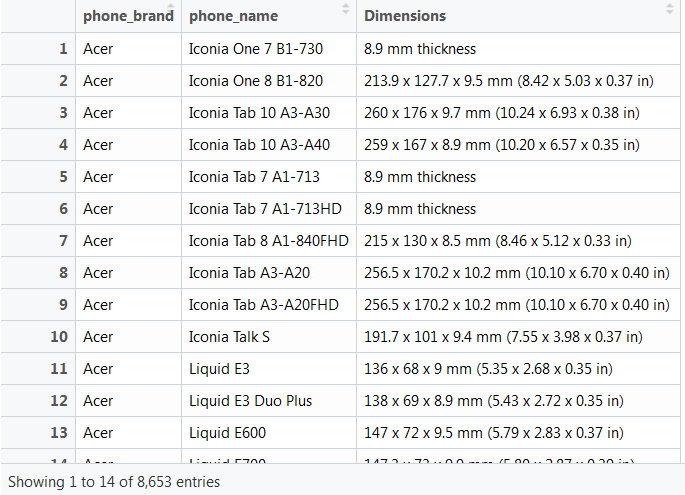 phone_brand phone_name Dimensions
1 Acer Iconia One 7 B1-730 8.9 mm thickness
2 Acer Iconia One 8 B1-820 213.9 x 127.7 x 9.5 mm (8.42 x 5.03 x 0.37 in)
3 Acer Iconia Tab 10 A3-A30 260 x 176 x 9.7 mm (10.24 x 6.93 x 0.38 in)
4 Acer Iconia Tab 10 A3-A40 259 x 167 x 8.9 mm (10.20 x 6.57 x 0.35 in)
5 Acer Iconia Tab 7 A1-713 8.9 mm thickness
6 Acer Iconia Tab 7 A1-713HD 8.9 mm thickness
7 Acer Iconia Tab 8 A1-840FHD 215 x 130 x 8.5 mm (8.46 x 5.12 x 0.33 in)
8 Acer Iconia Tab A3-A20 256.5 x 170.2 x 10.2 mm (10.10 x 6.70 x 0.40 in)
9 Acer Iconia Tab A3-A20FHD 256.5 x 170.2 x 10.2 mm (10.10 x 6.70 x 0.40 in)
10 Acer Iconia Talk S 191.7 x 101 x 9.4 mm (7.55 x 3.98 x 0.37 in)
11 Acer Liquid E3 136 x 68 x 9 mm (5.35 x 2.68 x 0.35 in)
12 Acer Liquid E3 Duo Plus 138 x 69 x 8.9 mm (5.43 x 2.72 x 0.35 in)
13 Acer Liquid E600 147 x 72 x 9.5 mm (5.79 x 2.83 x 0.37 in)
14 Acer Liquid
Showing 1 to 14 of 8,653 entries